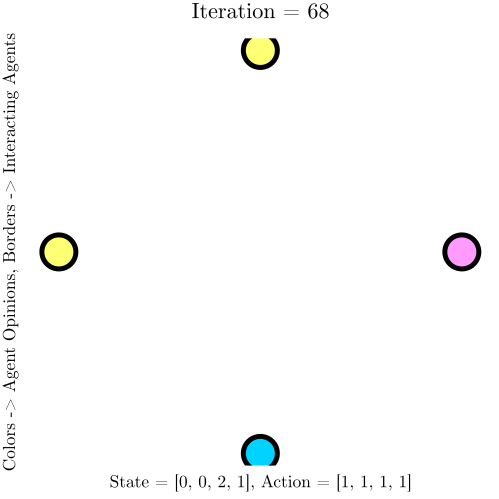 Iteration = 68
Colors -> Agent Opinions, Borders -> Interacting Agents
State = [0, 0, 2, 1], Action = [1, 1, 1, 1]